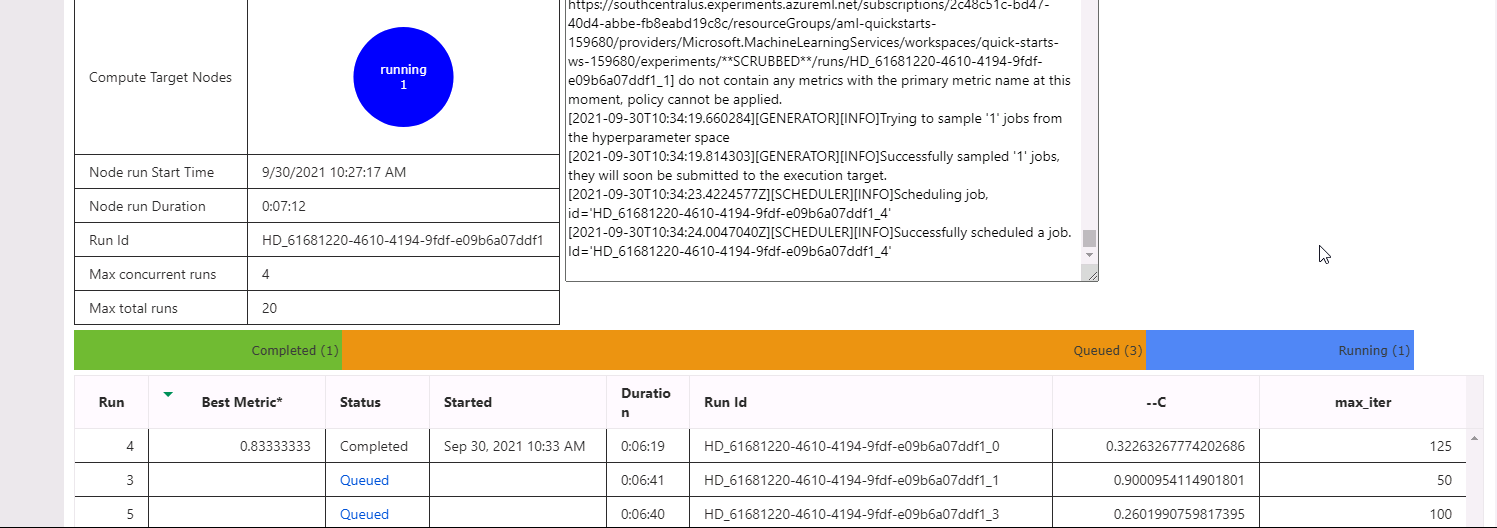 https://southcentralus.experiments.azureml.net/subscriptions/2c48c51c-bd47-
40d4-abbe-fb8eabd19c8c/resourceGroups/aml-quickstarts-
159680/providers/Microsoft.MachineLearningServices/workspaces/quick-starts-
ws-159680/experiments/**SCRUBBED**/runs/HD_61681220-4610-4194-9fdf-
e09b6a07ddf1_1] do not contain any metrics with the primary metric name at this
moment, policy cannot be applied.
[2021-09-30T10:34:19.660284][GENERATOR][INFO]Trying to sample '1' jobs from
the hyperparameter space
[2021-09-30T10:34:19.814303][GENERATOR][INFO]Successfully sampled '1' jobs,
they will soon be submitted to the execution target.
[2021-09-30T10:34:23.4224577Z][SCHEDULER][INFO]Scheduling job,
id='HD_61681220-4610-4194-9fdf-e09b6a07ddf1_4'
[2021-09-30T10:34:24.0047040Z][SCHEDULER][INFO]Successfully scheduled a job.
Id='HD_61681220-4610-4194-9fdf-e09b6a07ddf1_4'
Compute Target Nodes
running
1
Node run Start Time 9/30/2021 10:27:17 AM
Node run Duration 0:07:12
Run Id HD_61681220-4610-4194-9fdf-e09b6a07ddf1
Max concurrent runs 4
Max total runs 20
Completed (1) Queued (3) Running (1)
Run Best Metric* Status Started Duratio
n Run Id --C max_iter
4 0.83333333 Completed Sep 30, 2021 10:33 AM 0:06:19 HD_61681220-4610-4194-9fdf-e09b6a07ddf1_0 0.32263267774202686 125
3 Queued 0:06:41 HD_61681220-4610-4194-9fdf-e09b6a07ddf1_1 0.9000954114901801 50
5 Queued 0:06:40 HD_61681220-4610-4194-9fdf-e09b6a07ddf1_3 0.2601990759817395 100